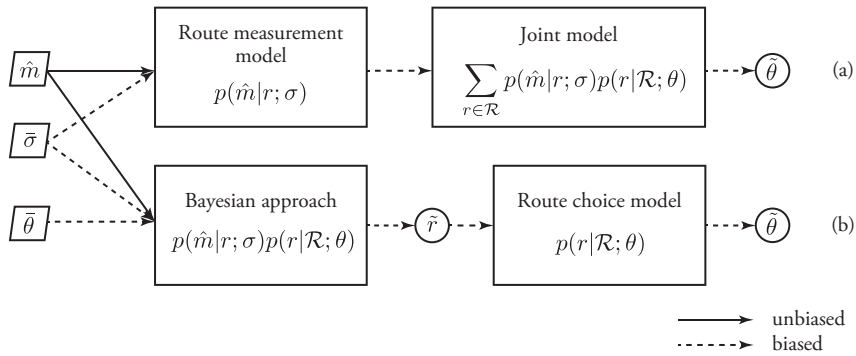 Route measurement
model
p(m̂|r; σ)
Joint model
∑ p(m̂|r; σ)p(r|ℛ; θ)
r∈ℛ
θ̃
(a)
m̂
σ̄
θ̄
Bayesian approach
p(m̂|r; σ)p(r|ℛ; θ)
r̃
Route choice model
p(r|ℛ; θ)
θ̃
(b)
unbiased
biased